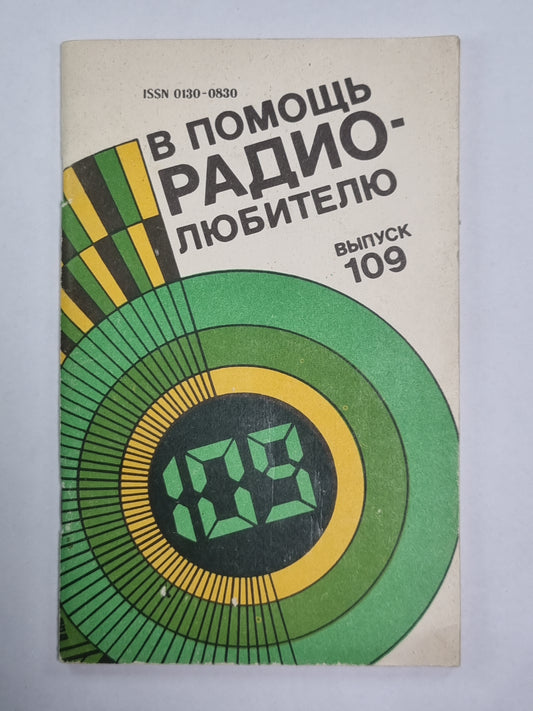 ISSN 0130-0830
В ПОМОЩЬ
РАДИО-
ЛЮБИТЕЛЮ
ВЫПУСК
109
109